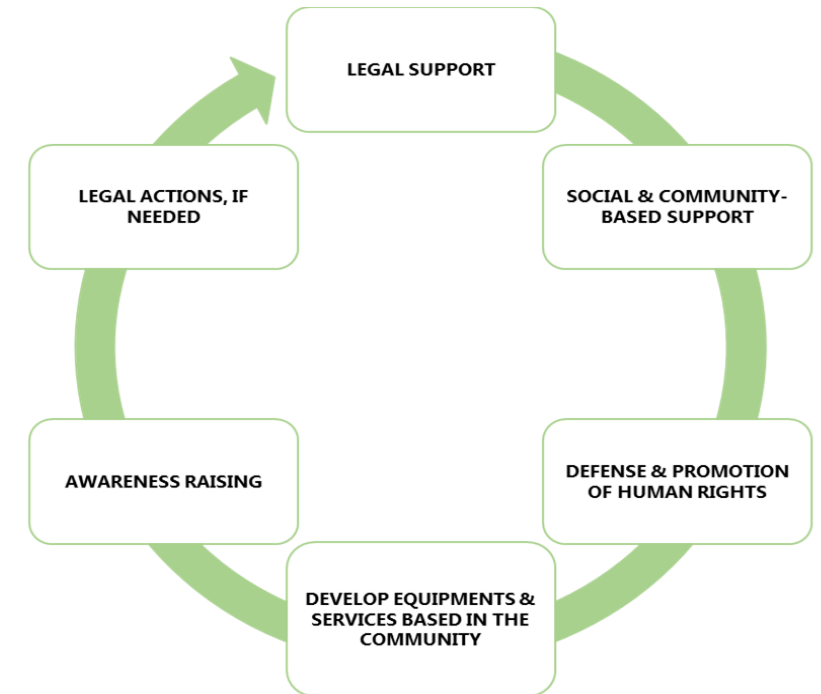 LEGAL SUPPORT
SOCIAL & COMMUNITY-
BASED SUPPORT
DEFENSE & PROMOTION
OF HUMAN RIGHTS
DEVELOP EQUIPMENTS &
SERVICES BASED IN THE
COMMUNITY
AWARENESS RAISING
LEGAL ACTIONS, IF
NEEDED